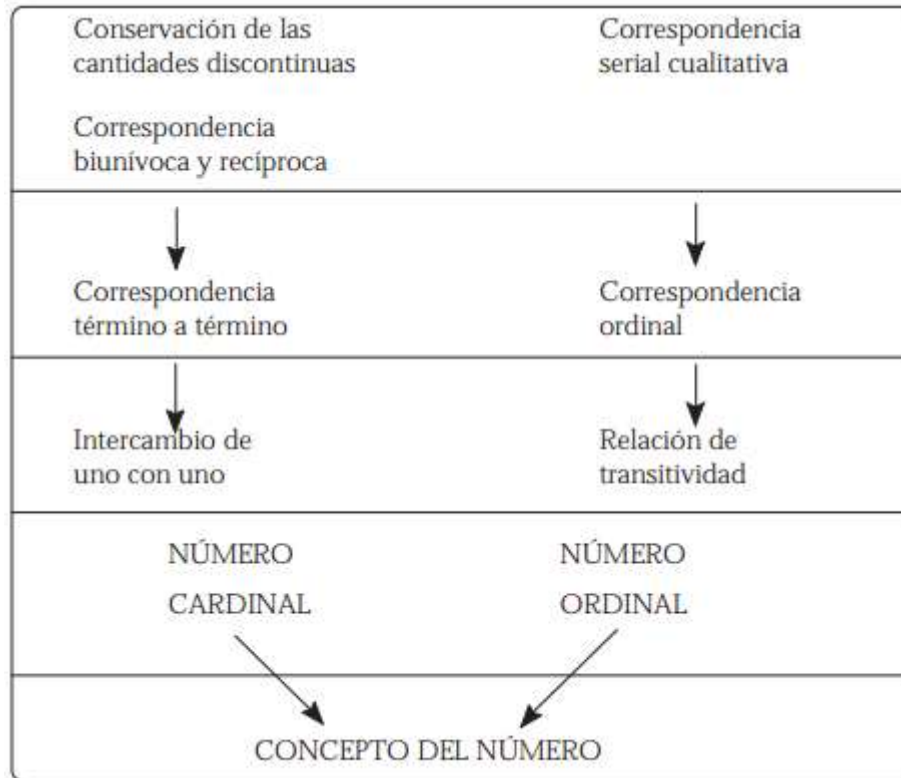 Conservación de las
cantidades discontinuas
Correspondencia
biunívoca y recíproca
Correspondencia
serial cualitativa
Correspondencia
término a término
Correspondencia
ordinal
Intercambio de
uno con uno
Relación de
transitividad
NÚMERO
CARDINAL
NÚMERO
ORDINAL
CONCEPTO DEL NÚMERO